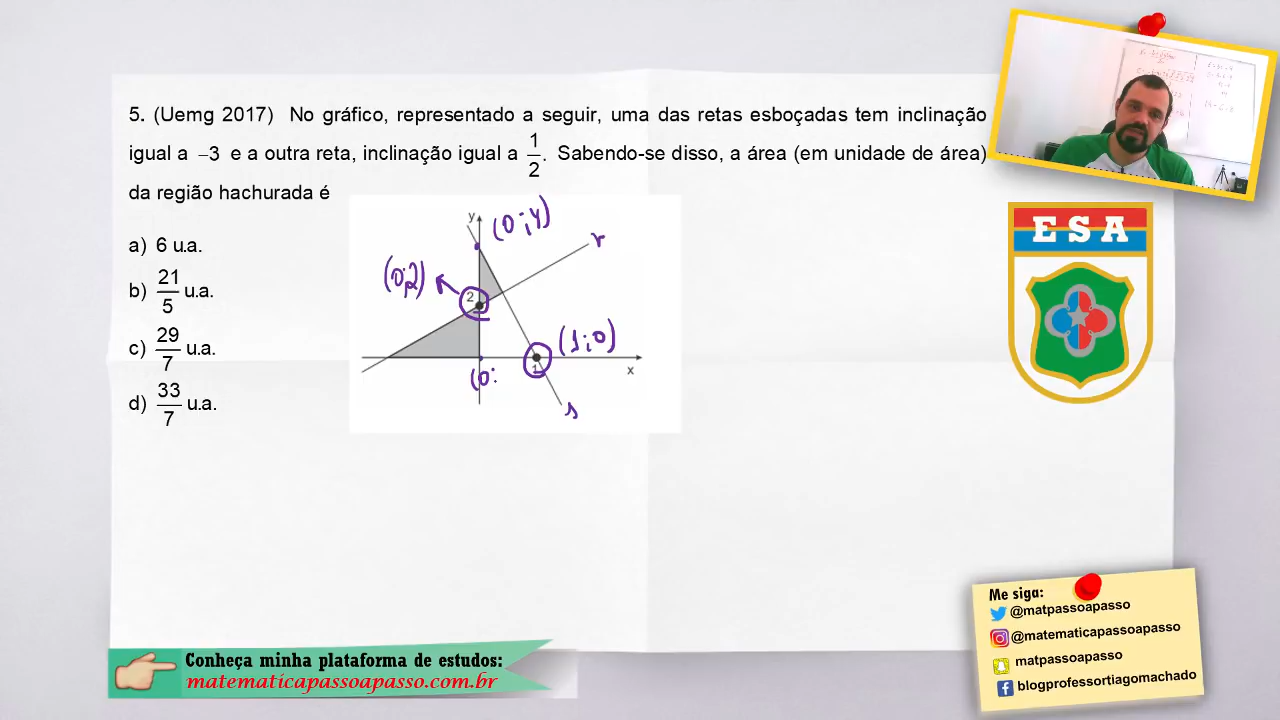 5. (Uemg 2017) No gráfico, representado a seguir, uma das retas esboçadas tem inclinação
igual a −3 e a outra reta, inclinação igual a 1/2. Sabendo-se disso, a área (em unidade de área)
da região hachurada é
a) 6 u.a.
b) 21/5 u.a.
c) 29/7 u.a.
d) 33/7 u.a.
y
(0;y)
r
(0;2)
2
(1;0)
(0;
1
x
s
ESA
Me siga:
@matpassoapasso
@matematicapassoapasso
matpassoapasso
blogprofessortiagomachado
Conheça minha plataforma de estudos:
matematicapassoapasso.com.br